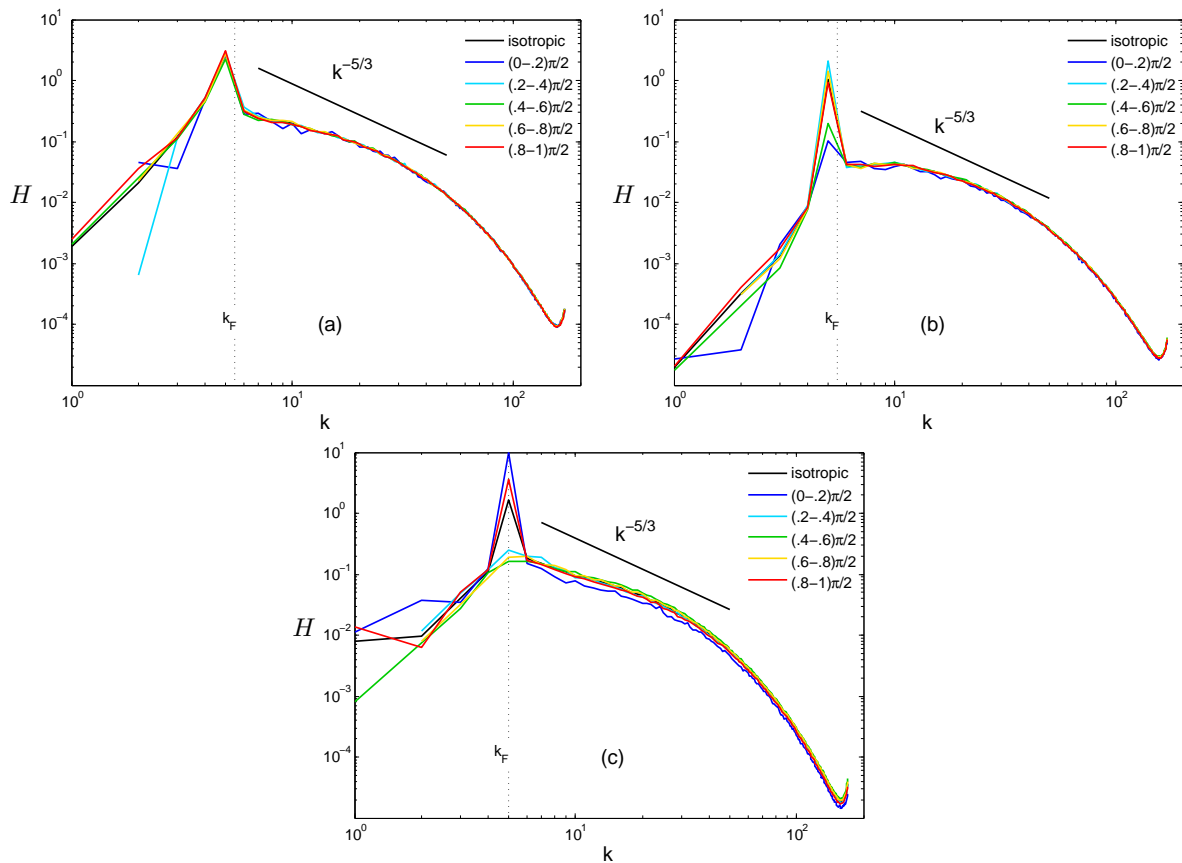 10^1
10^0
10^-1
10^-2
10^-3
10^-4
H
10^0
10^1
10^2
k
k^-5/3
k_F
(a)
isotropic
(0-.2)π/2
(.2-.4)π/2
(.4-.6)π/2
(.6-.8)π/2
(.8-1)π/2
10^1
10^0
10^-1
10^-2
10^-3
10^-4
H
10^0
10^1
10^2
k
k^-5/3
k_F
(b)
isotropic
(0-.2)π/2
(.2-.4)π/2
(.4-.6)π/2
(.6-.8)π/2
(.8-1)π/2
10^1
10^0
10^-1
10^-2
10^-3
10^-4
H
10^0
10^1
10^2
k
k^-5/3
k_F
(c)
isotropic
(0-.2)π/2
(.2-.4)π/2
(.4-.6)π/2
(.6-.8)π/2
(.8-1)π/2